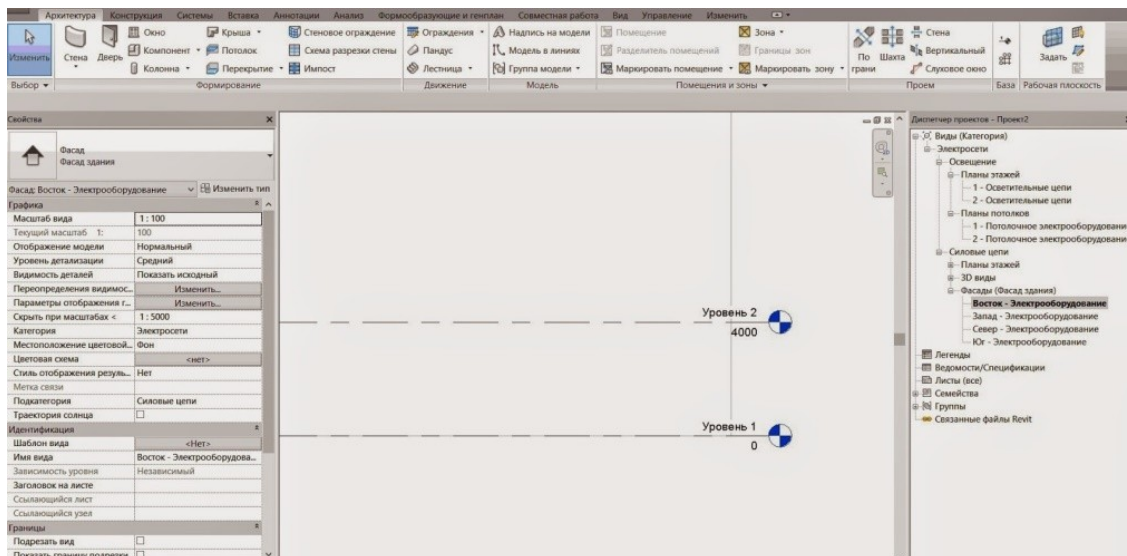 Архитектура Конструкция Системы Вставка Аннотации Анализ Формообразующие и генплан Совместная работа Вид Управление Изменить
Изменить
Стена
Дверь
Окно
Компонент
Колонна
Крыша
Потолок
Перекрытие
Стеновое ограждение
Схема разрезки стены
Импост
Ограждения
Пандус
Лестница
Надпись на модели
Модель в линиях
Группа модели
Помещение
Разделитель помещений
Маркировать помещение
Зона
Границы зон
Маркировать зону
По грани
Шахта
Стена
Вертикальный
Слуховое окно
Задать
Выбор
Формирование
Движение
Модель
Помещения и зоны
Проем
База
Рабочая плоскость
Свойства
Фасад
Фасад здания
Фасад: Восток - Электрооборудование
Изменить тип
Графика
Масштаб вида 1 : 100
Текущий масштаб 1: 100
Отображение модели Нормальный
Уровень детализации Средний
Видимость деталей Показать исходный
Переопределения видимос... Изменить...
Параметры отображения г... Изменить...
Скрыть при масштабах < 1 : 5000
Категория Электросети
Местоположение цветовой... Фон
Цветовая схема <нет>
Стиль отображения резуль... Нет
Метка связи
Подкатегория Силовые цепи
Траектория солнца
Идентификация
Шаблон вида <Нет>
Имя вида Восток - Электрооборудова...
Зависимость уровня Независимый
Заголовок на листе
Ссылающийся лист
Ссылающийся узел
Границы
Подрезать вид
Показать границу подрезки
Уровень 2
4000
Уровень 1
0
Диспетчер проектов - Проект2
Виды (Категория)
Электросети
Освещение
Планы этажей
1 - Осветительные цепи
2 - Осветительные цепи
Планы потолков
1 - Потолочное электрооборудовани
2 - Потолочное электрооборудовани
Силовые цепи
Планы этажей
3D виды
Фасады (Фасад здания)
Восток - Электрооборудование
Запад - Электрооборудование
Север - Электрооборудование
Юг - Электрооборудование
Легенды
Ведомости/Спецификации
Листы (все)
Семейства
Группы
Связанные файлы Revit